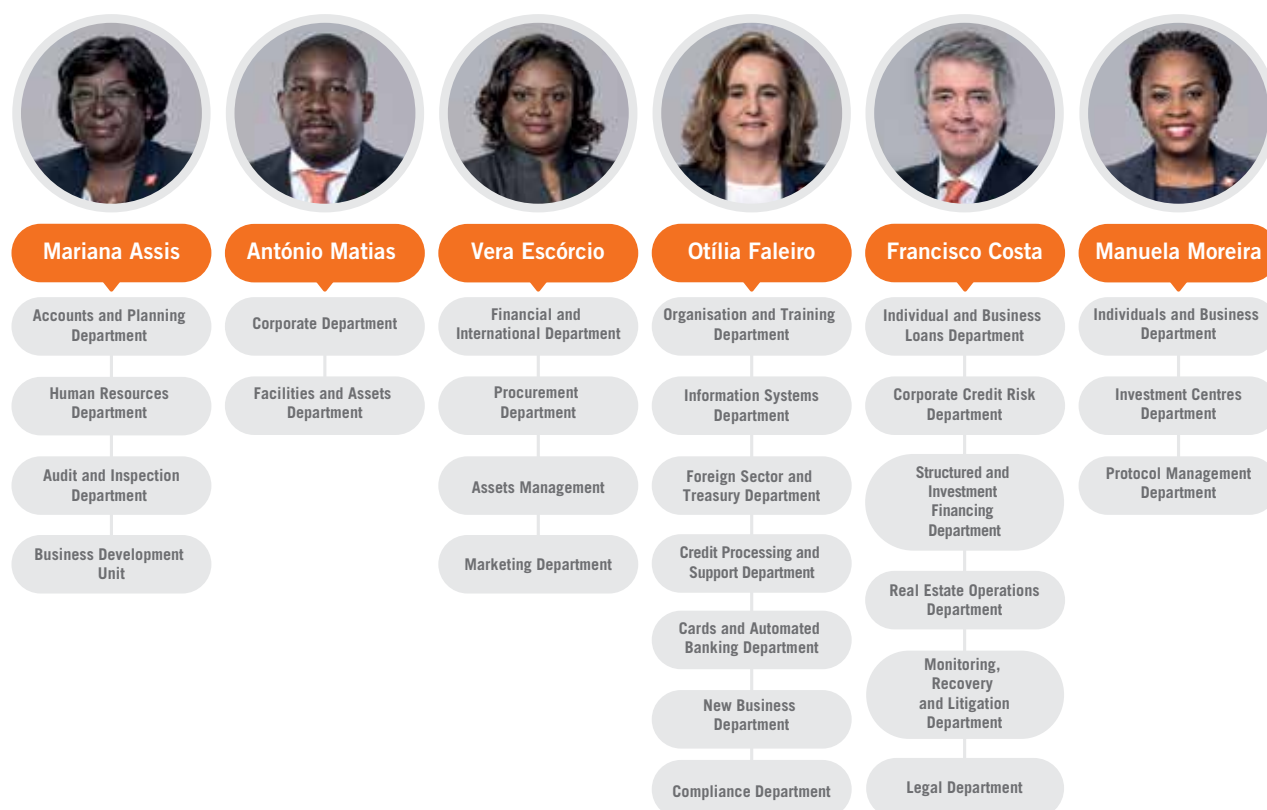 Mariana Assis
Accounts and Planning
Department
Human Resources
Department
Audit and Inspection
Department
Business Development
Unit
António Matias
Corporate Department
Facilities and Assets
Department
Vera Escórcio
Financial and
International Department
Procurement
Department
Assets Management
Marketing Department
Otília Faleiro
Organisation and Training
Department
Information Systems
Department
Foreign Sector and
Treasury Department
Credit Processing and
Support Department
Cards and Automated
Banking Department
New Business
Department
Compliance Department
Francisco Costa
Individual and Business
Loans Department
Corporate Credit Risk
Department
Structured and
Investment
Financing
Department
Real Estate Operations
Department
Monitoring,
Recovery
and Litigation
Department
Legal Department
Manuela Moreira
Individuals and Business
Department
Investment Centres
Department
Protocol Management
Department